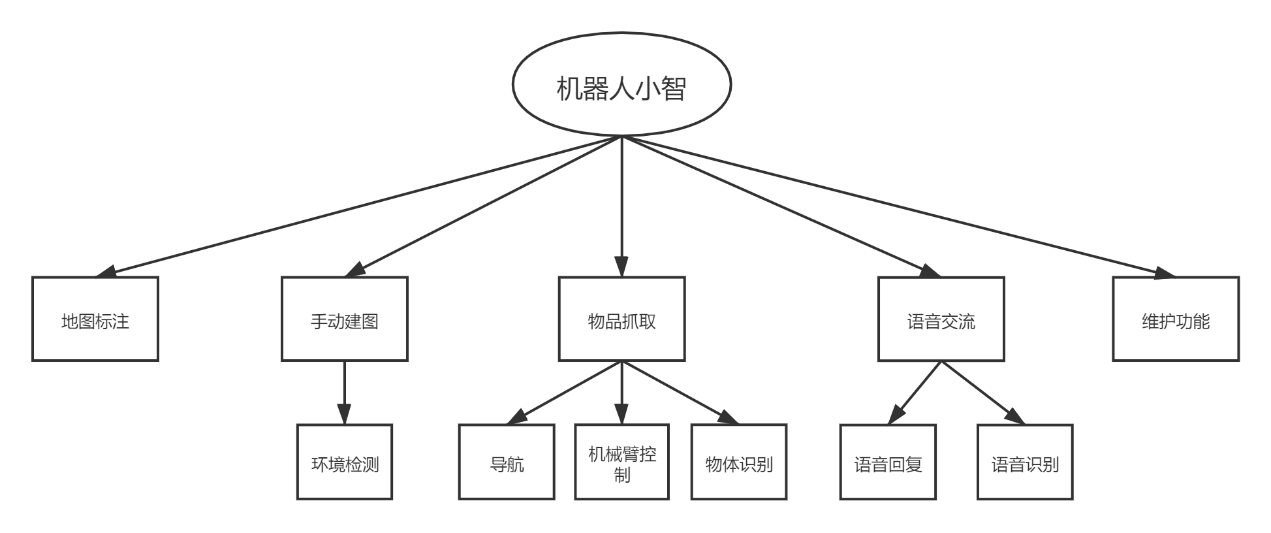 机器人小智
地图标注
手动建图
物品抓取
语音交流
维护功能
环境检测
导航
机械臂控
制
物体识别
语音回复
语音识别